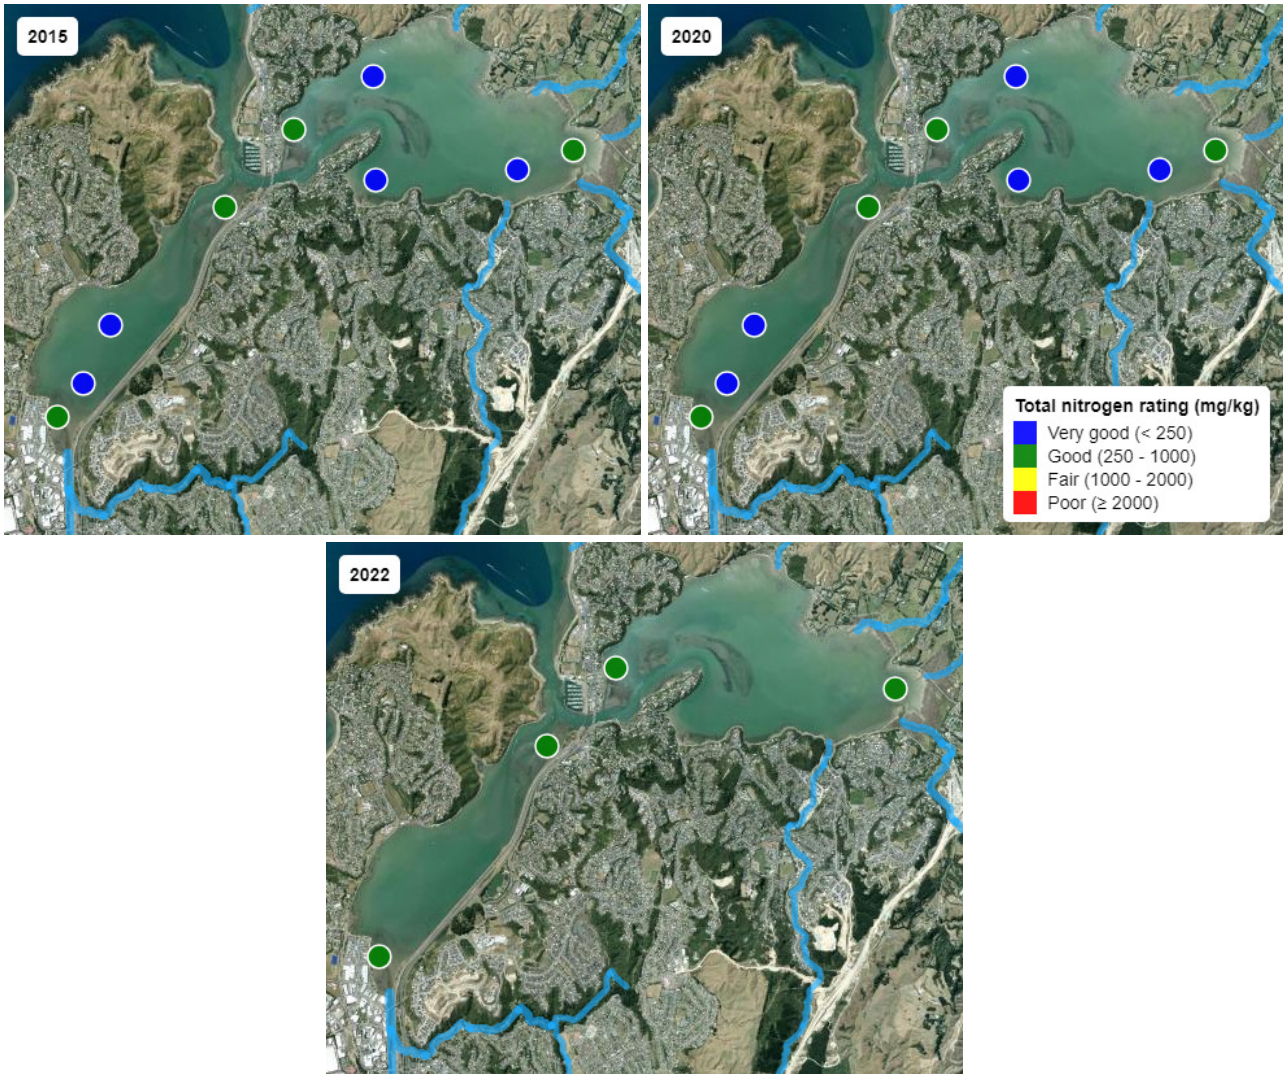 2015
2020
Total nitrogen rating (mg/kg)
Very good (< 250)
Good (250 - 1000)
Fair (1000 - 2000)
Poor (≥ 2000)
2022